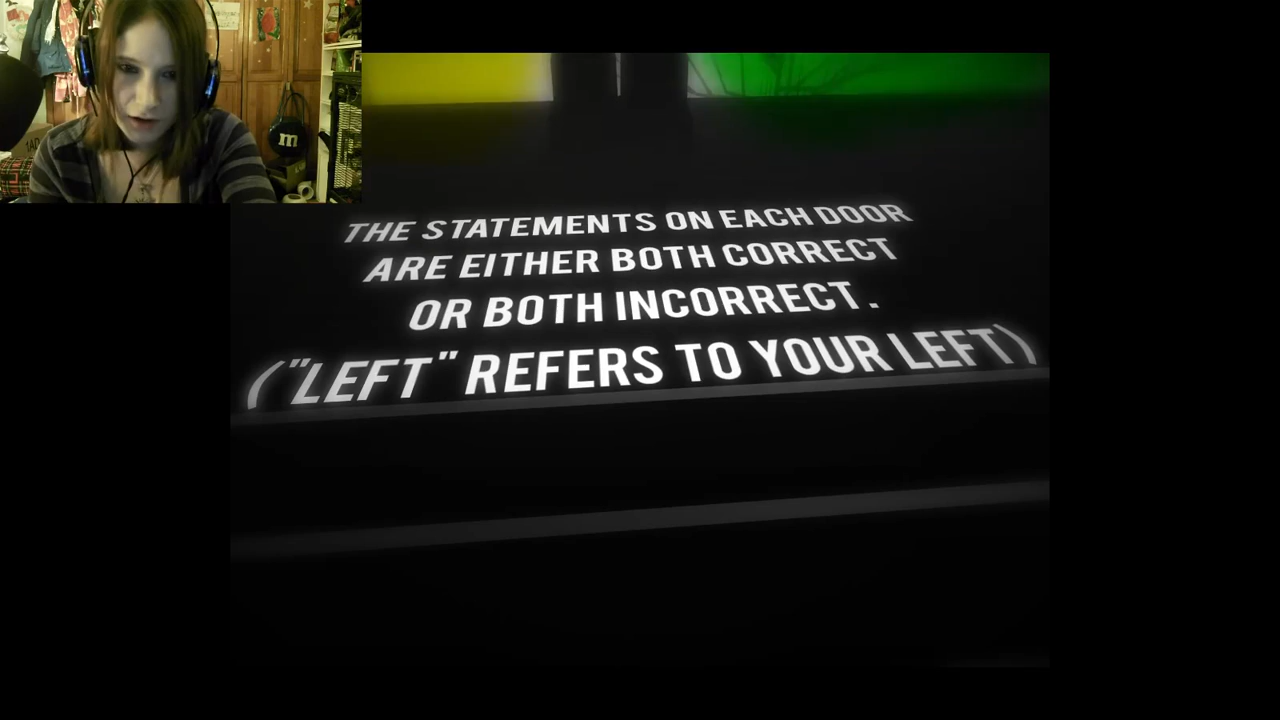 THE STATEMENTS ON EACH DOOR
ARE EITHER BOTH CORRECT
OR BOTH INCORRECT.
("LEFT" REFERS TO YOUR LEFT)
m